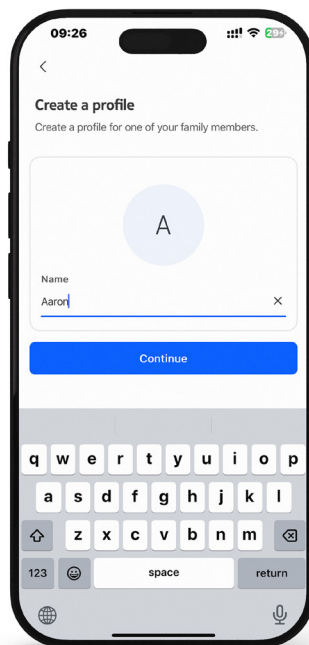 09:26
29
Create a profile
Create a profile for one of your family members.
A
Name
Aaron
Continue
q w e r t y u i o p
a s d f g h j k l
z x c v b n m
123 space return